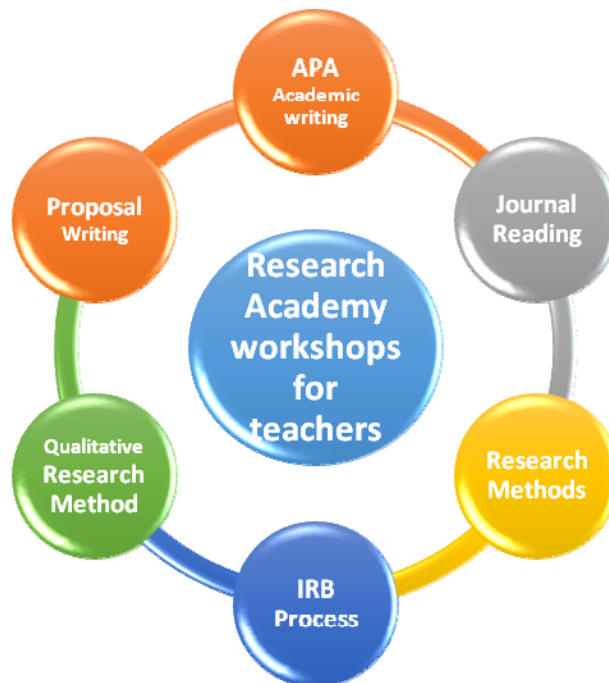 APA
Academic
writing
Journal
Reading
Research
Methods
IRB
Process
Qualitative
Research
Method
Proposal
Writing
Research
Academy
workshops
for
teachers